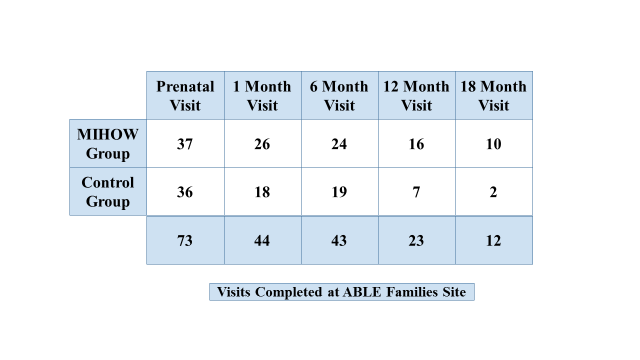 Prenatal Visit 1 Month Visit 6 Month Visit 12 Month Visit 18 Month Visit
MIHOW Group 37 26 24 16 10
Control Group 36 18 19 7 2
73 44 43 23 12
Visits Completed at ABLE Families Site